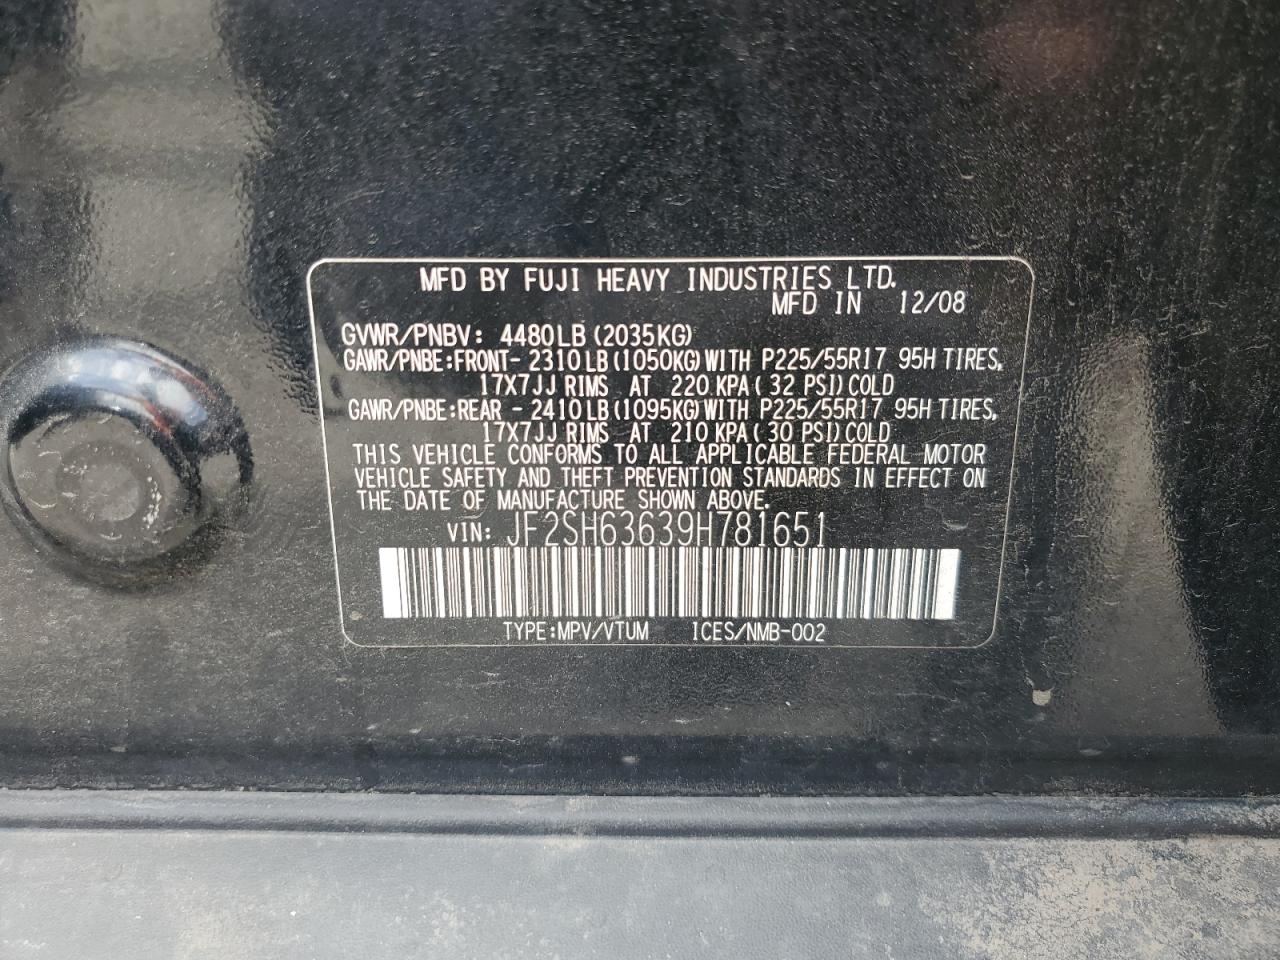 MFD BY FUJI HEAVY INDUSTRIES LTD.
MFD IN 12/08
GVWR/PNBV: 4480LB (2035KG)
GAWR/PNBE:FRONT- 2310LB (1050KG) WITH P225/55R17 95H TIRES,
17X7JJ RIMS AT 220 KPA ( 32 PSI) COLD
GAWR/PNBE:REAR - 2410LB (1095KG) WITH P225/55R17 95H TIRES,
17X7JJ RIMS AT 210 KPA (30 PSI) COLD
THIS VEHICLE CONFORMS TO ALL APPLICABLE FEDERAL MOTOR
VEHICLE SAFETY AND THEFT PREVENTION STANDARDS IN EFFECT ON
THE DATE OF MANUFACTURE SHOWN ABOVE.
VIN: JF2SH63639H781651
TYPE:MPV/VTUM ICES/NMB-002